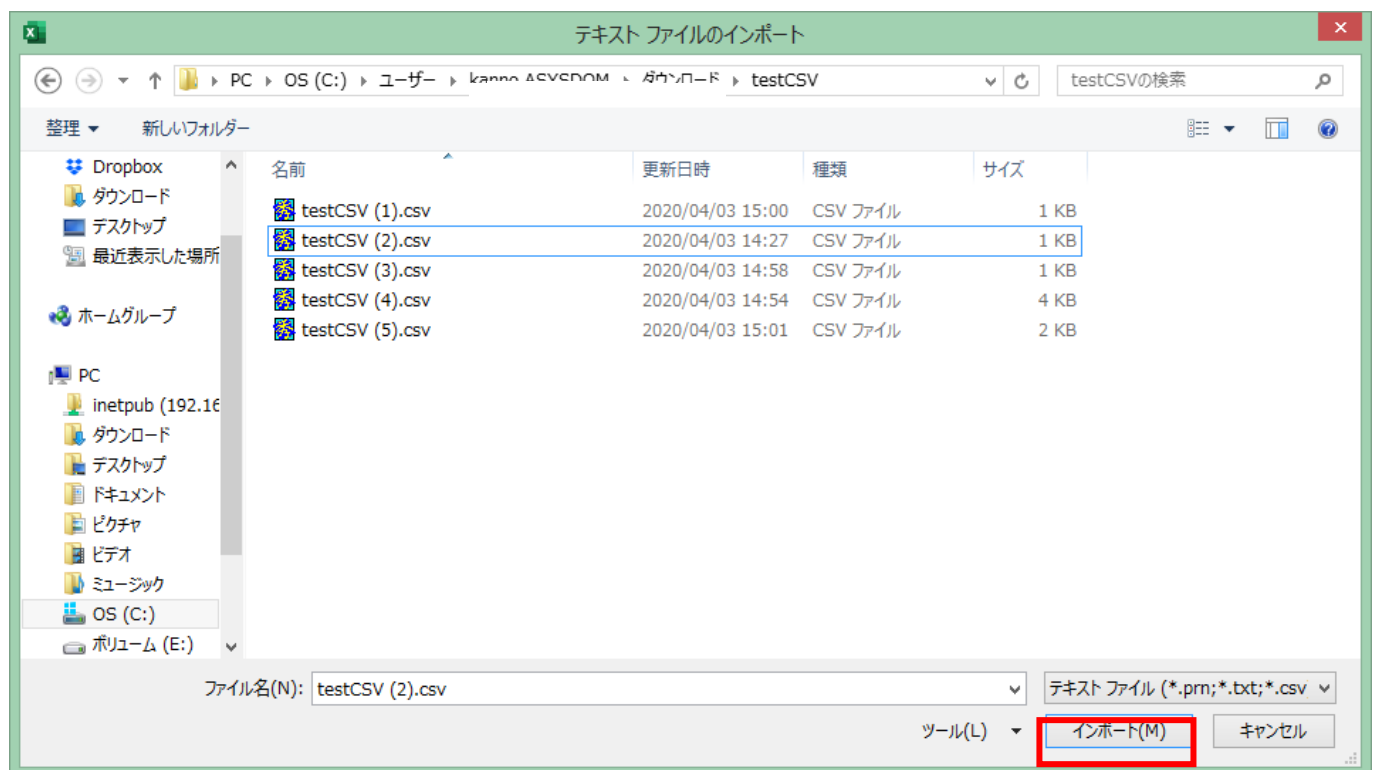 テキスト ファイルのインポート
PC ▸ OS (C:) ▸ ユーザー ▸ kanno.ASYSDOM ▸ ダウンロード ▸ testCSV
testCSVの検索
整理 新しいフォルダー
名前 更新日時 種類 サイズ
Dropbox
ダウンロード
デスクトップ
最近表示した場所
ホームグループ
PC
inetpub (192.16
ダウンロード
デスクトップ
ドキュメント
ピクチャ
ビデオ
ミュージック
OS (C:)
ボリューム (E:)
testCSV (1).csv 2020/04/03 15:00 CSV ファイル 1 KB
testCSV (2).csv 2020/04/03 14:27 CSV ファイル 1 KB
testCSV (3).csv 2020/04/03 14:58 CSV ファイル 1 KB
testCSV (4).csv 2020/04/03 14:54 CSV ファイル 4 KB
testCSV (5).csv 2020/04/03 15:01 CSV ファイル 2 KB
ファイル名(N): testCSV (2).csv テキスト ファイル (*.prn;*.txt;*.csv
ツール(L) インポート(M) キャンセル